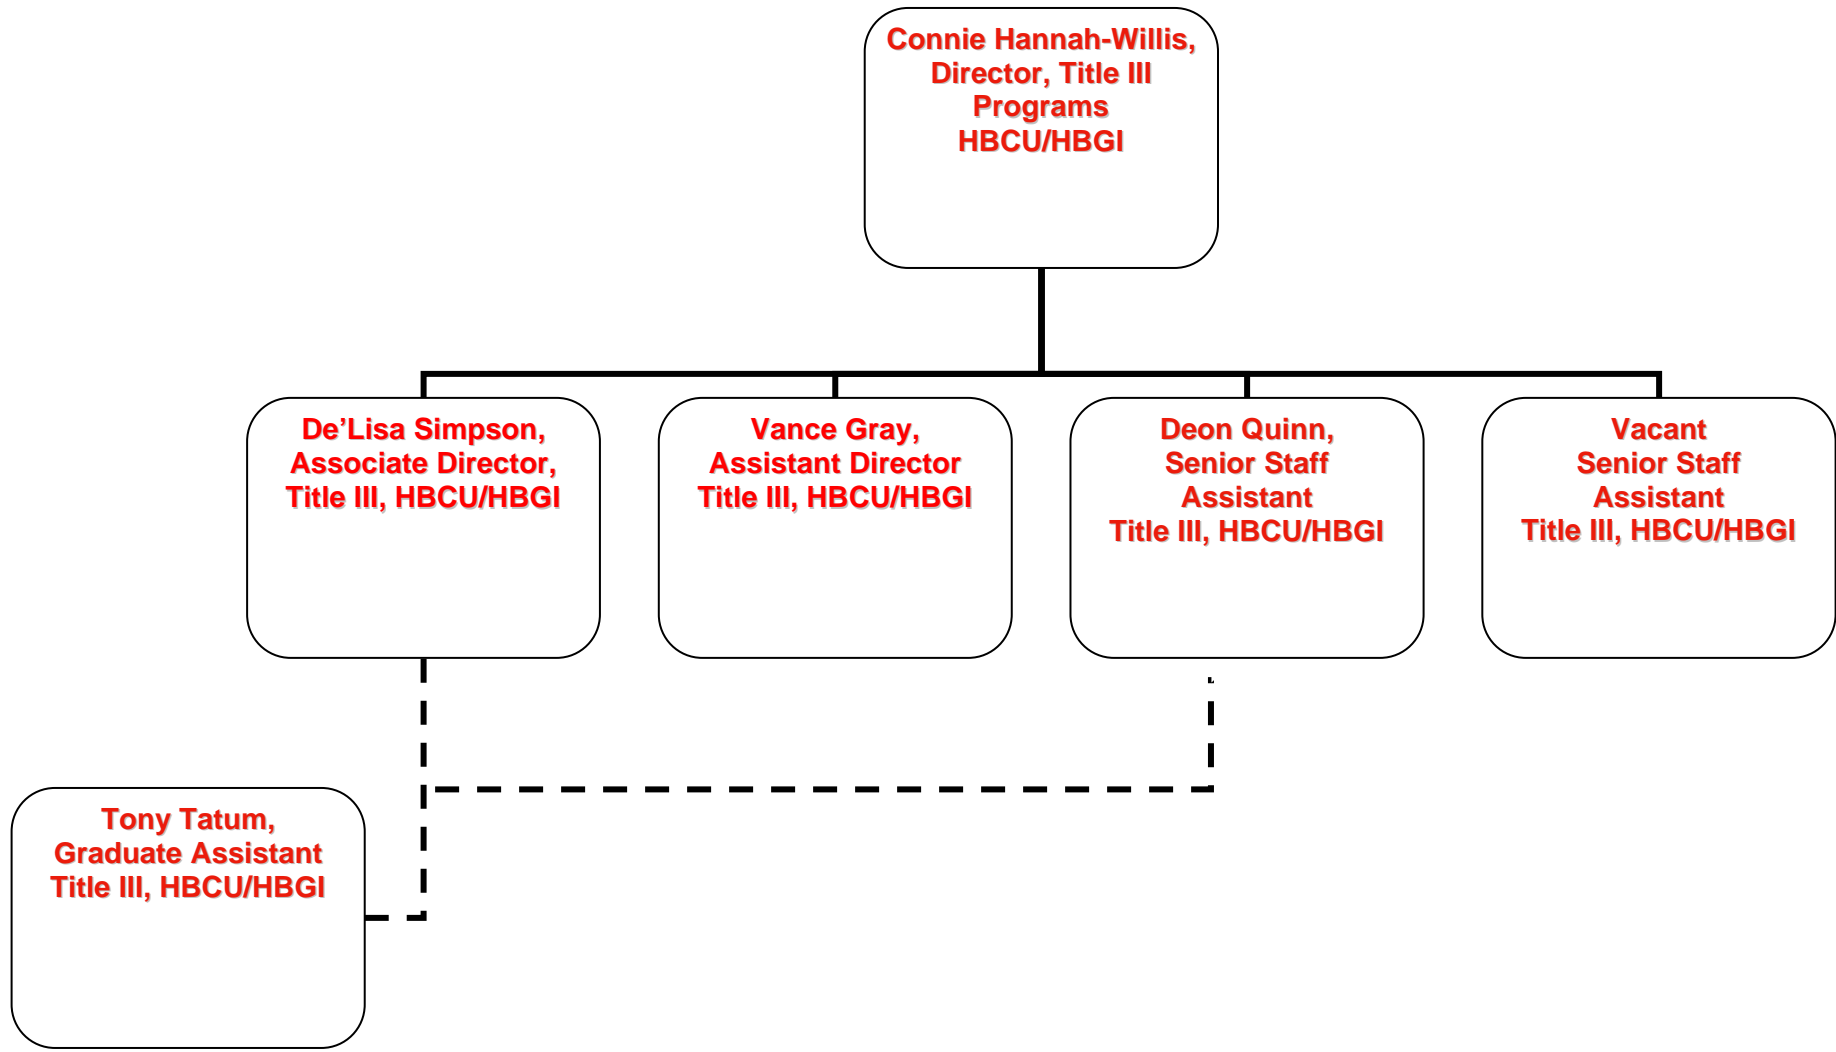 Connie Hannah-Willis,
Director, Title III
Programs
HBCU/HBGI
De’Lisa Simpson,
Associate Director,
Title III, HBCU/HBGI
Vance Gray,
Assistant Director
Title III, HBCU/HBGI
Deon Quinn,
Senior Staff
Assistant
Title III, HBCU/HBGI
Vacant
Senior Staff
Assistant
Title III, HBCU/HBGI
Tony Tatum,
Graduate Assistant
Title III, HBCU/HBGI